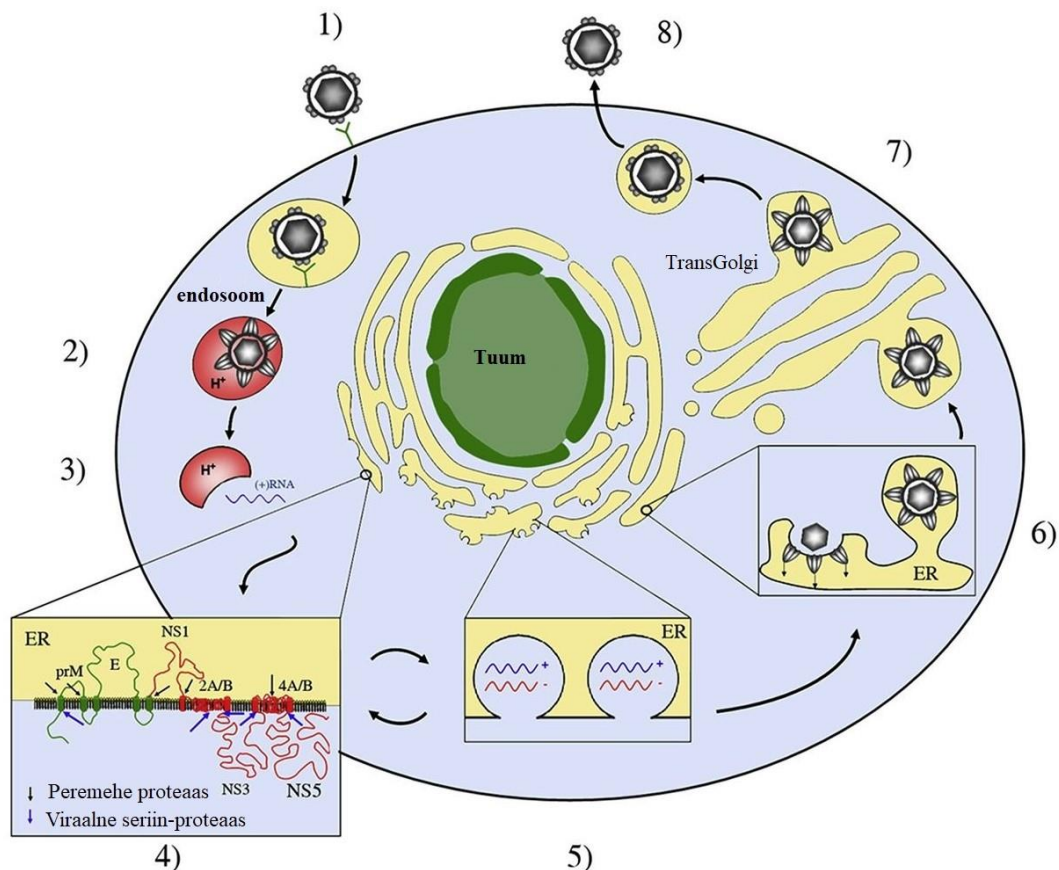 1)
8)
7)
TransGolgi
endosoom
Tuum
2)
H⁺
3)
H⁺
(+)RNA
6)
ER
ER
NS1
E
prM
2A/B
4A/B
NS3
NS5
Peremehe proteaas
Viraalne seriin-proteaas
4)
ER
+
+
-
-
5)